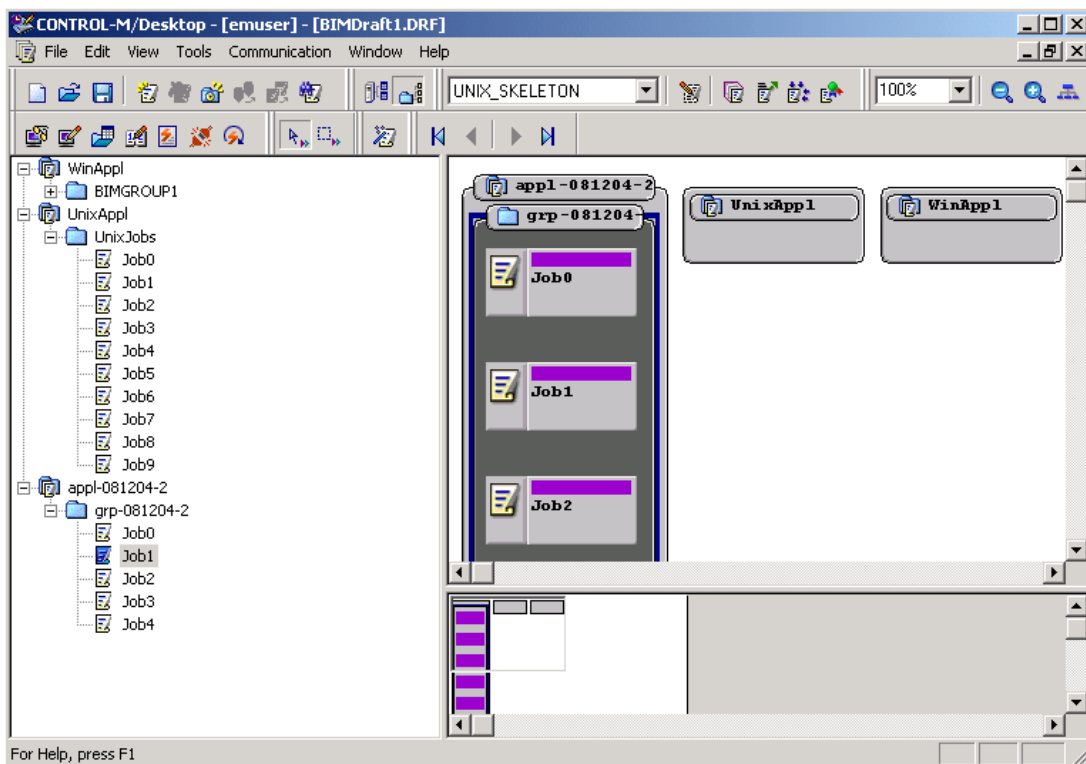 CONTROL-M/Desktop - [emuser] - [BIMDraft1.DRF]
File Edit View Tools Communication Window Help
UNIX_SKELETON
100%
WinAppl
BIMGROUP1
UnixAppl
UnixJobs
Job0
Job1
Job2
Job3
Job4
Job5
Job6
Job7
Job8
Job9
appl-081204-2
grp-081204-2
Job0
Job1
Job2
Job3
Job4
appl-081204-2
grp-081204-
Job0
Job1
Job2
UnixAppl
WinAppl
For Help, press F1